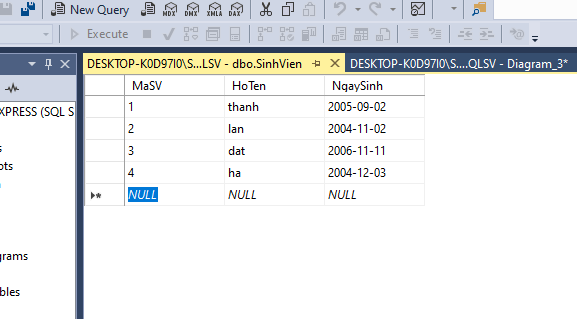 New Query
MDX
DMX
XMLA
DAX
Execute
DESKTOP-K0D97I0\S...LSV - dbo.SinhVien
DESKTOP-K0D97I0\S....QLSV - Diagram_3*
MaSV HoTen NgaySinh
XPRESS (SQL S
1 thanh 2005-09-02
2 lan 2004-11-02
3 dat 2006-11-11
4 ha 2004-12-03
NULL NULL NULL
s
ots
grams
bles